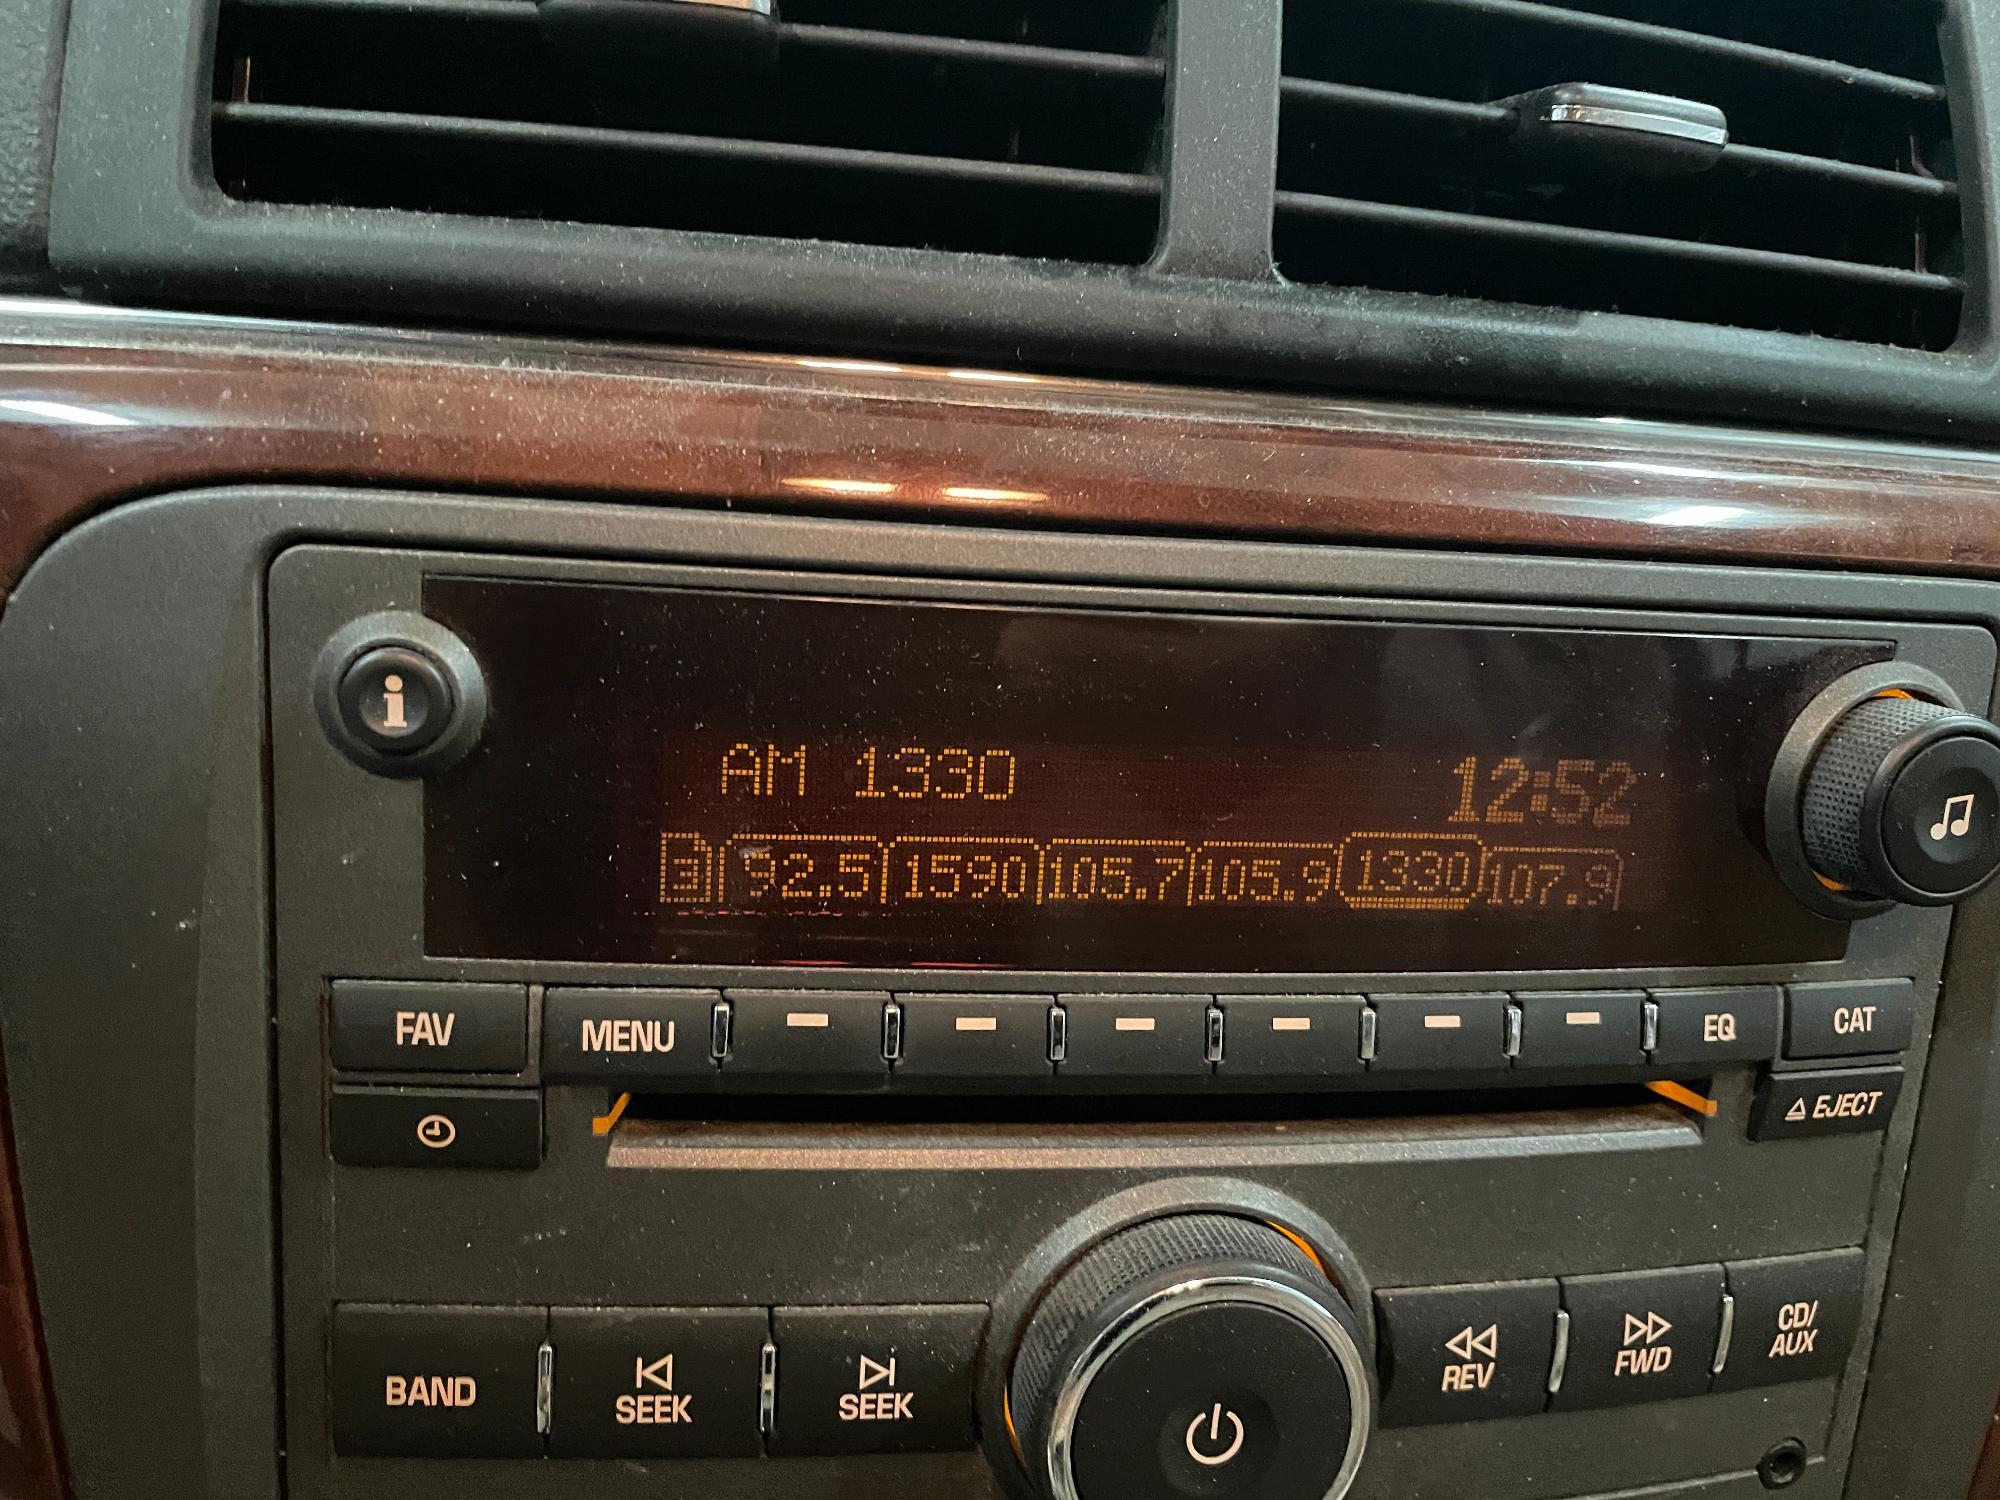 i
AM 1330 12:52
3 92.5 1590 105.7 105.9 1330 107.9
FAV MENU EQ CAT
EJECT
BAND SEEK SEEK REV FWD CD/
AUX